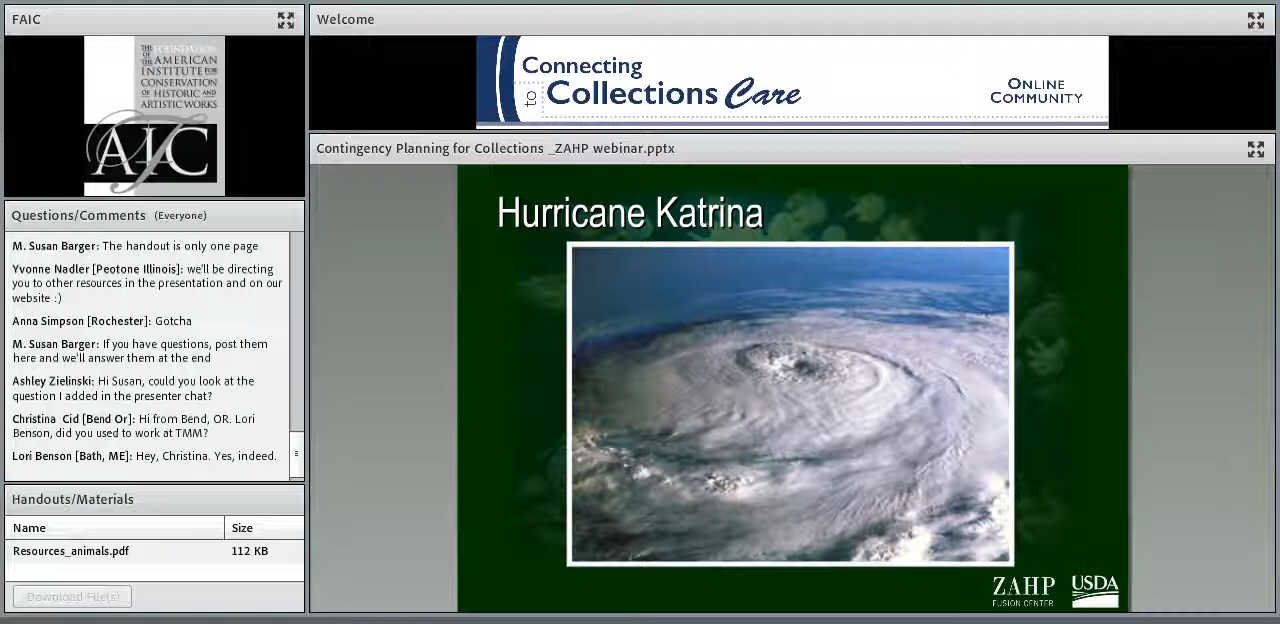 FAIC
THE FOUNDATION
OF THE AMERICAN
INSTITUTE FOR
CONSERVATION
OF HISTORIC AND
ARTISTIC WORKS
AIC
Questions/Comments (Everyone)
M. Susan Barger: The handout is only one page
Yvonne Nadler [Peotone Illinois]: we'll be directing
you to other resources in the presentation and on our
website :)
Anna Simpson [Rochester]: Gotcha
M. Susan Barger: If you have questions, post them
here and we'll answer them at the end
Ashley Zielinski: Hi Susan, could you look at the
question I added in the presenter chat?
Christina Cid [Bend Or]: Hi from Bend, OR. Lori
Benson, did you used to work at TMM?
Lori Benson [Bath, ME]: Hey, Christina. Yes, indeed.
Handouts/Materials
Name Size
Resources_animals.pdf 112 KB
Download File(s)
Welcome
Connecting
to Collections Care
ONLINE
COMMUNITY
Contingency Planning for Collections _ZAHP webinar.pptx
Hurricane Katrina
ZAHP
FUSION CENTER
USDA